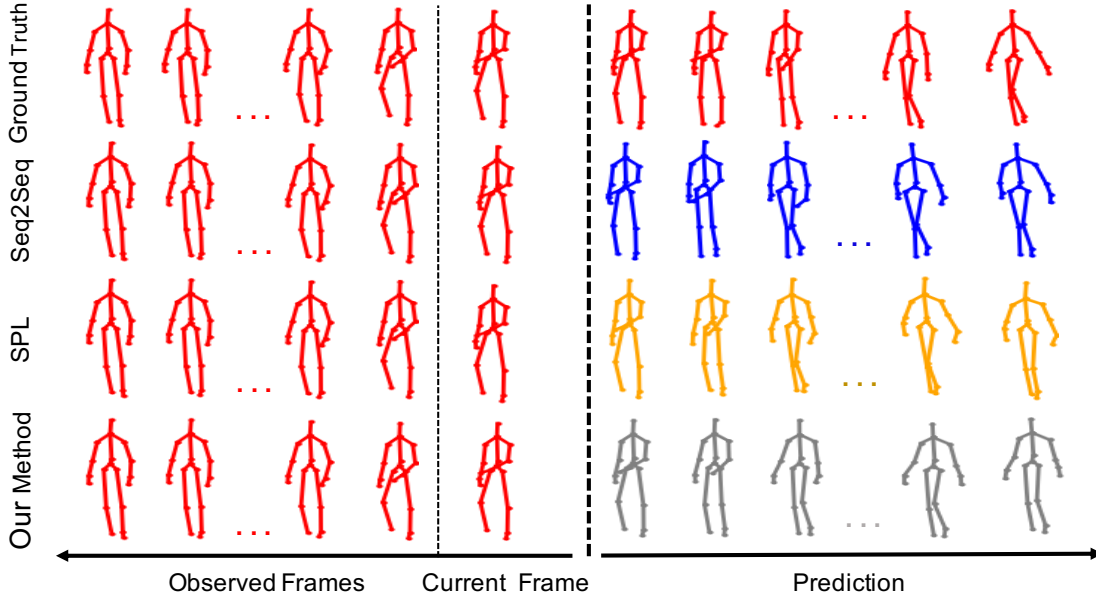 Ground Truth
...
...
Seq2Seq
...
...
SPL
...
...
Our Method
...
...
Observed Frames
Current Frame
Prediction